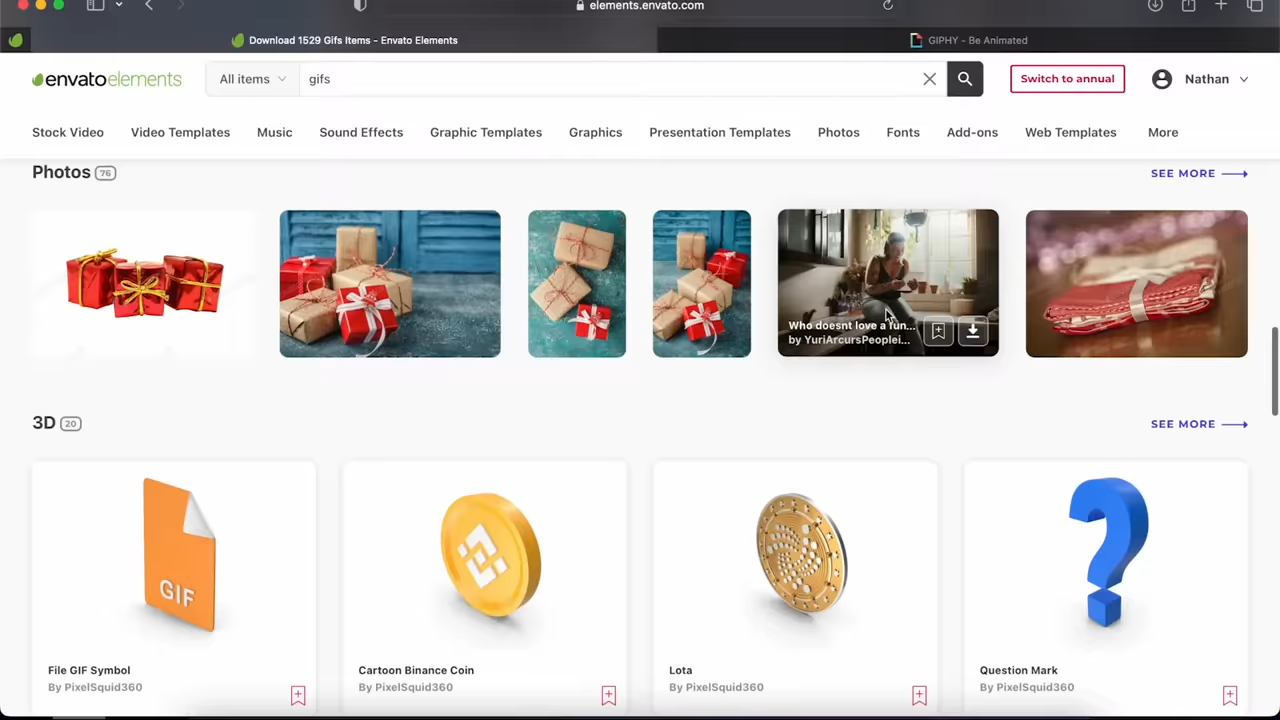 elements.envato.com
Download 1529 Gifs Items - Envato Elements
GIPHY - Be Animated
envatoelements
All items
gifs
Switch to annual
Nathan
Stock Video
Video Templates
Music
Sound Effects
Graphic Templates
Graphics
Presentation Templates
Photos
Fonts
Add-ons
Web Templates
More
Photos 76
SEE MORE
Who doesnt love a fun...
by YuriArcursPeoplei...
3D 20
SEE MORE
GIF
File GIF Symbol
By PixelSquid360
Cartoon Binance Coin
By PixelSquid360
Lota
By PixelSquid360
Question Mark
By PixelSquid360